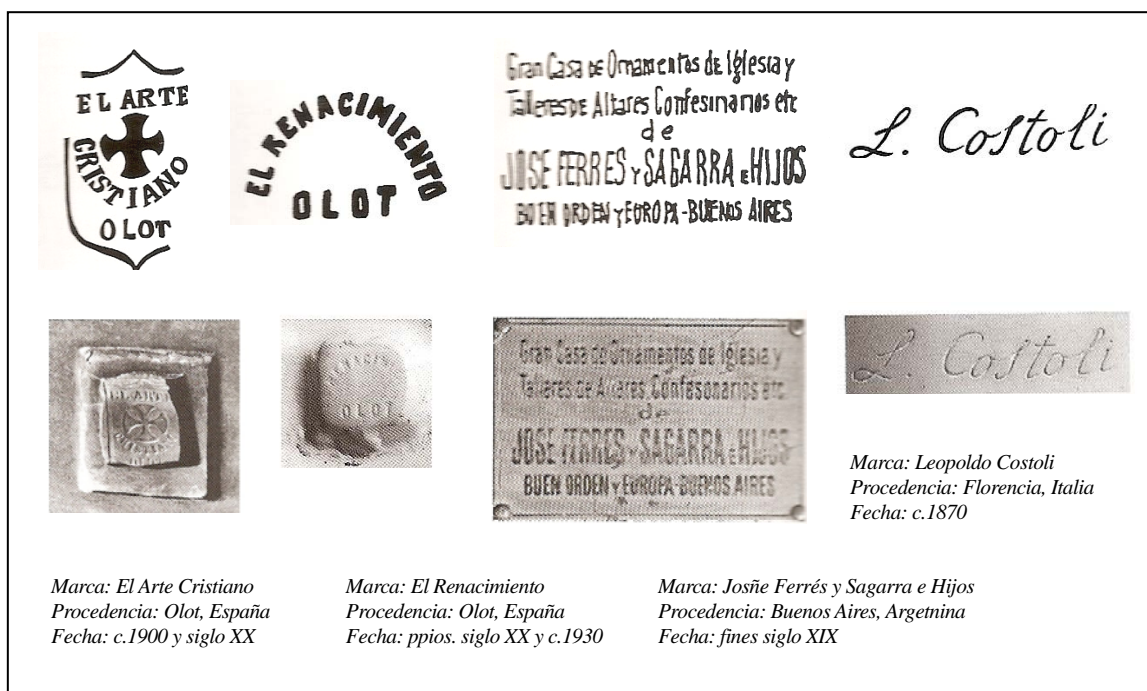 EL ARTE
CRISTIANO
OLOT
EL RENACIMIENTO
OLOT
Gran Casa DE Ornamentos de Iglesia y
Talleres DE Altares Confesinarios etc
de
JOSE FERRES Y SAGARRA e HIJOS
BUEN ORDEN Y EUROPA-BUENOS AIRES
L. Costoli
EL ARTE
OLOT
Gran Casa de Ornamentos de Iglesia y
Talleres de Altares, Confesonarios etc.
de
JOSE FERRES Y SAGARRA e HIJOS
BUEN ORDEN Y EUROPA-BUENOS AIRES
L. Costoli
Marca: Leopoldo Costoli
Procedencia: Florencia, Italia
Fecha: c.1870
Marca: El Arte Cristiano
Procedencia: Olot, España
Fecha: c.1900 y siglo XX
Marca: El Renacimiento
Procedencia: Olot, España
Fecha: ppios. siglo XX y c.1930
Marca: Josñe Ferrés y Sagarra e Hijos
Procedencia: Buenos Aires, Argetnina
Fecha: fines siglo XIX